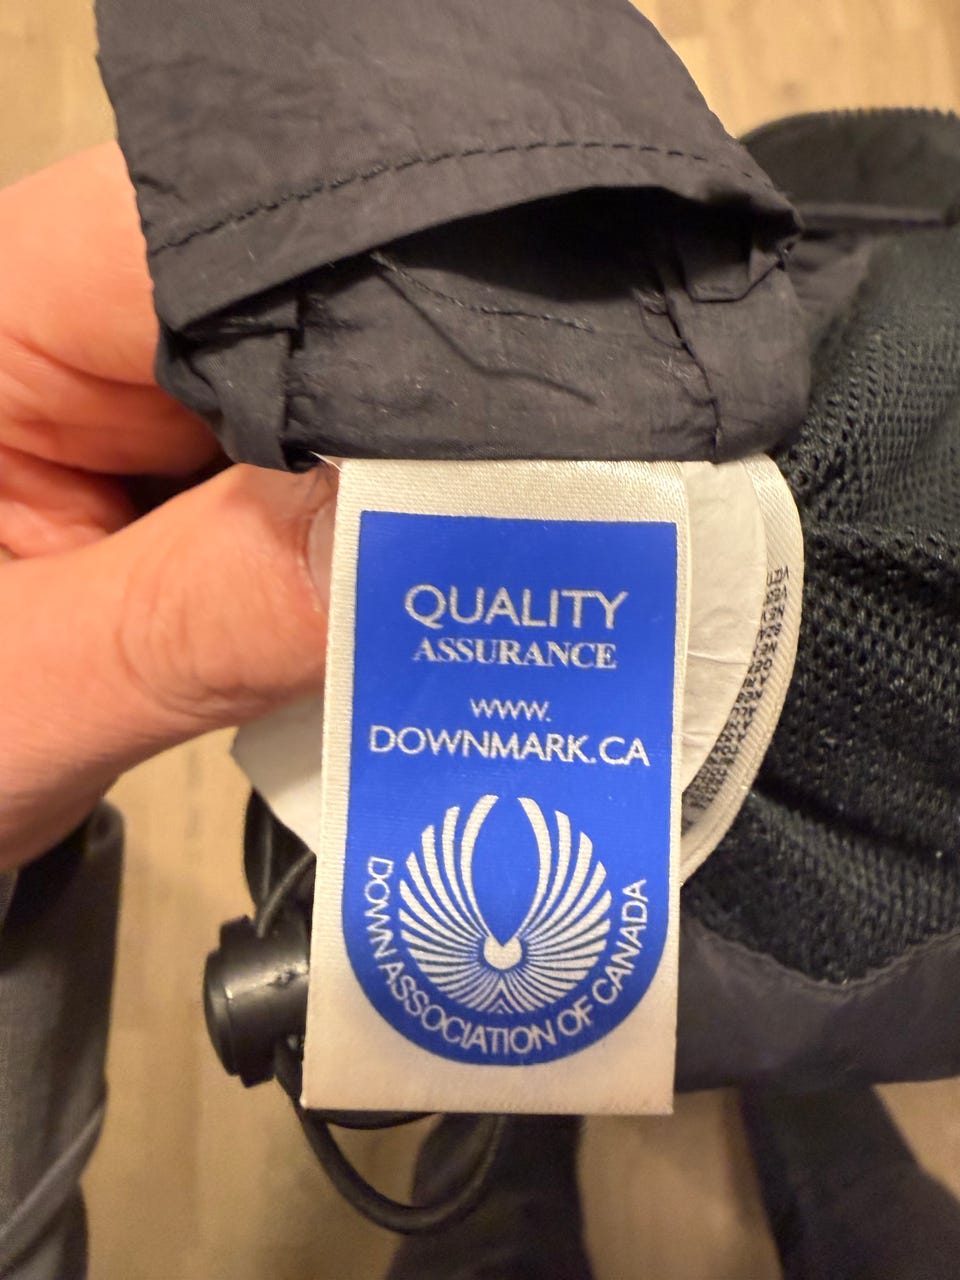 QUALITY
ASSURANCE
www.
DOWNMARK.CA
DOWN ASSOCIATION OF CANADA